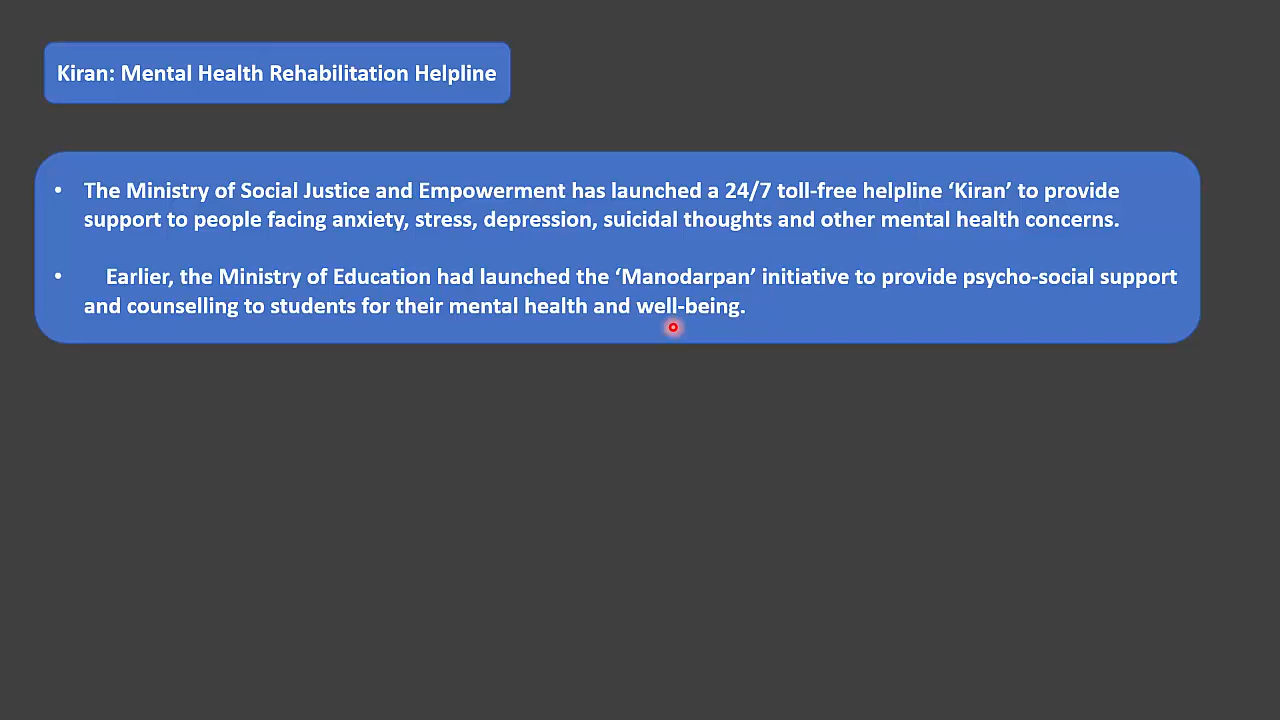 Kiran: Mental Health Rehabilitation Helpline
• The Ministry of Social Justice and Empowerment has launched a 24/7 toll-free helpline ‘Kiran’ to provide
support to people facing anxiety, stress, depression, suicidal thoughts and other mental health concerns.
• Earlier, the Ministry of Education had launched the ‘Manodarpan’ initiative to provide psycho-social support
and counselling to students for their mental health and well-being.